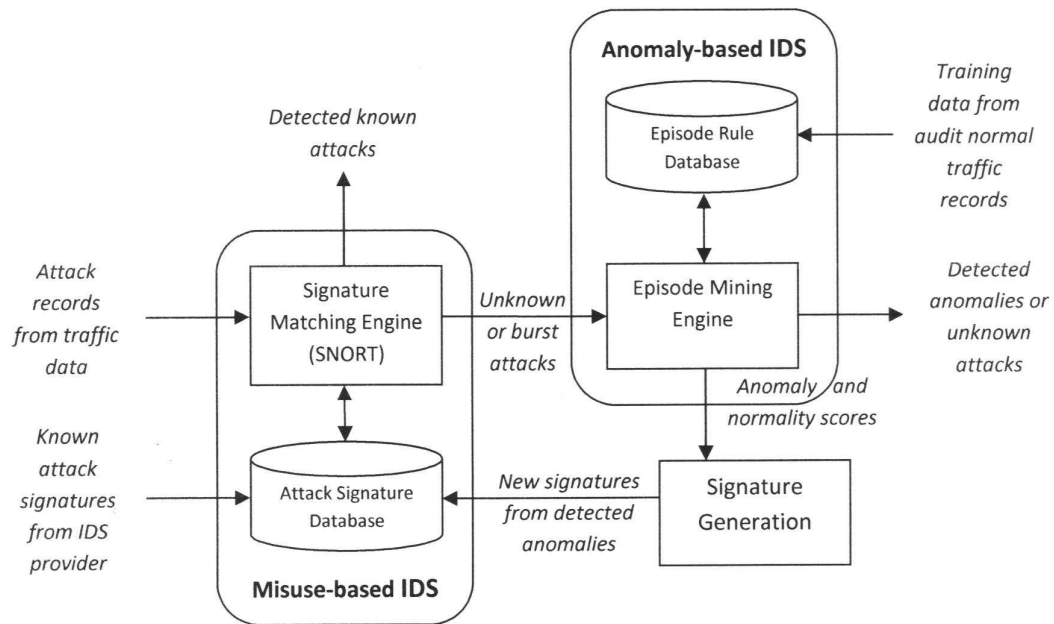 Anomaly-based IDS
Episode Rule
Database
Training
data from
audit normal
traffic
records
Detected known
attacks
Attack
records
from traffic
data
Signature
Matching Engine
(SNORT)
Unknown
or burst
attacks
Episode Mining
Engine
Detected
anomalies or
unknown
attacks
Anomaly and
normality scores
Known
attack
signatures
from IDS
provider
Attack Signature
Database
New signatures
from detected
anomalies
Signature
Generation
Misuse-based IDS